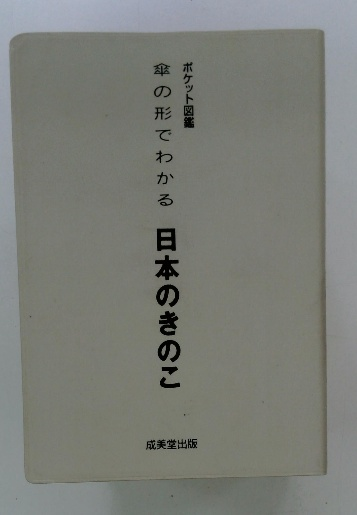 ポケット図鑑
傘の形でわかる 日本のきのこ
成美堂出版